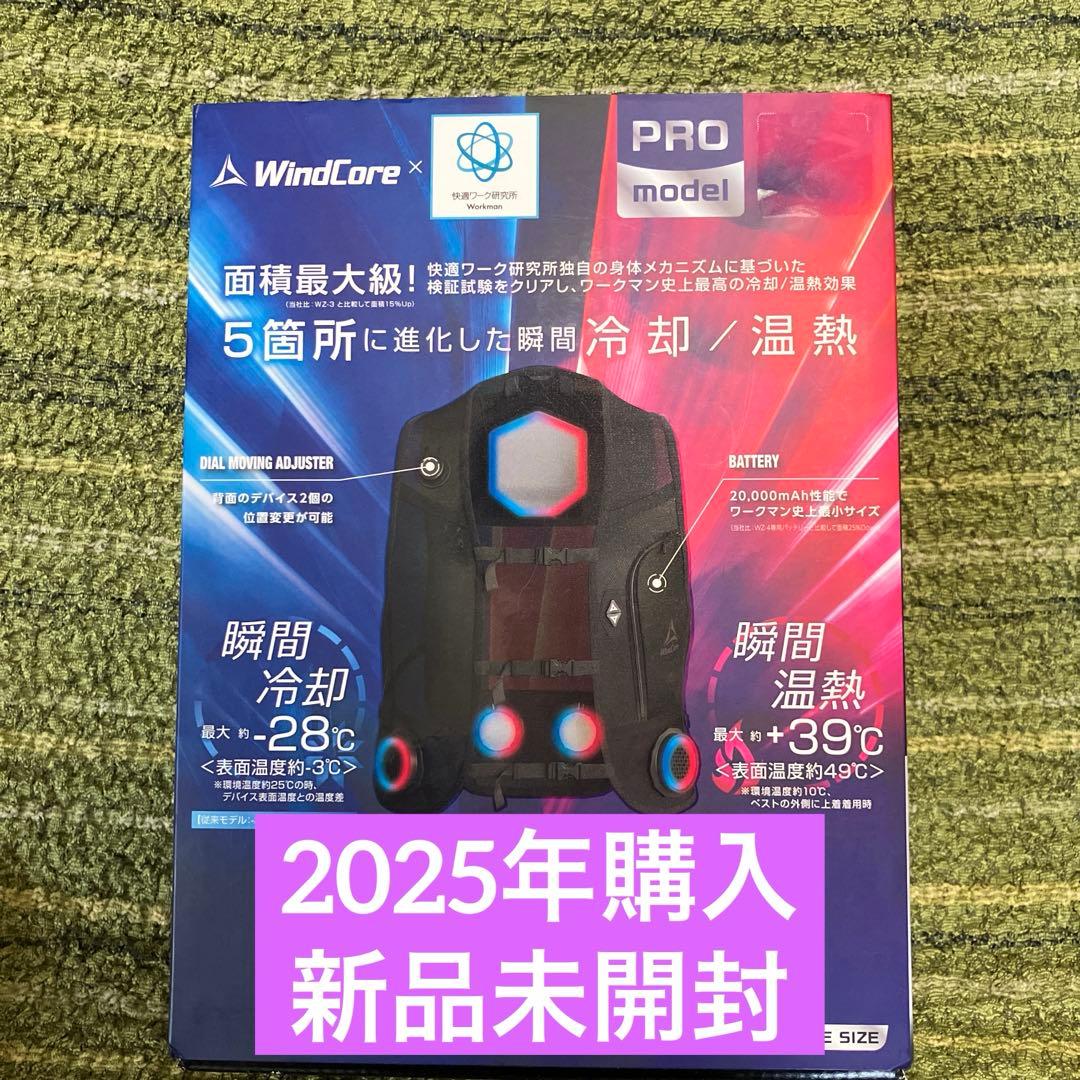 WindCore ×
快適ワーク研究所
Workman
PRO
model
面積最大級!
(当社比:WZ-3 と比較して面積15%Up)
快適ワーク研究所独自の身体メカニズムに基づいた
検証試験をクリアし、ワークマン史上最高の冷却/温熱効果
5箇所に進化した瞬間 冷却/温熱
DIAL MOVING ADJUSTER
背面のデバイス2個の
位置変更が可能
BATTERY
20,000mAh性能で
ワークマン史上最小サイズ
瞬間
冷却
最大 約 -28℃
<表面温度約-3℃>
※環境温度約25℃の時、
デバイス表面温度との温度差
【従来モデル:
瞬間
温熱
最大 約 +39℃
<表面温度約49℃>
※環境温度約10℃、
ベストの外側に上着着用時
WindCore
2025年購入
新品未開封
E SIZE